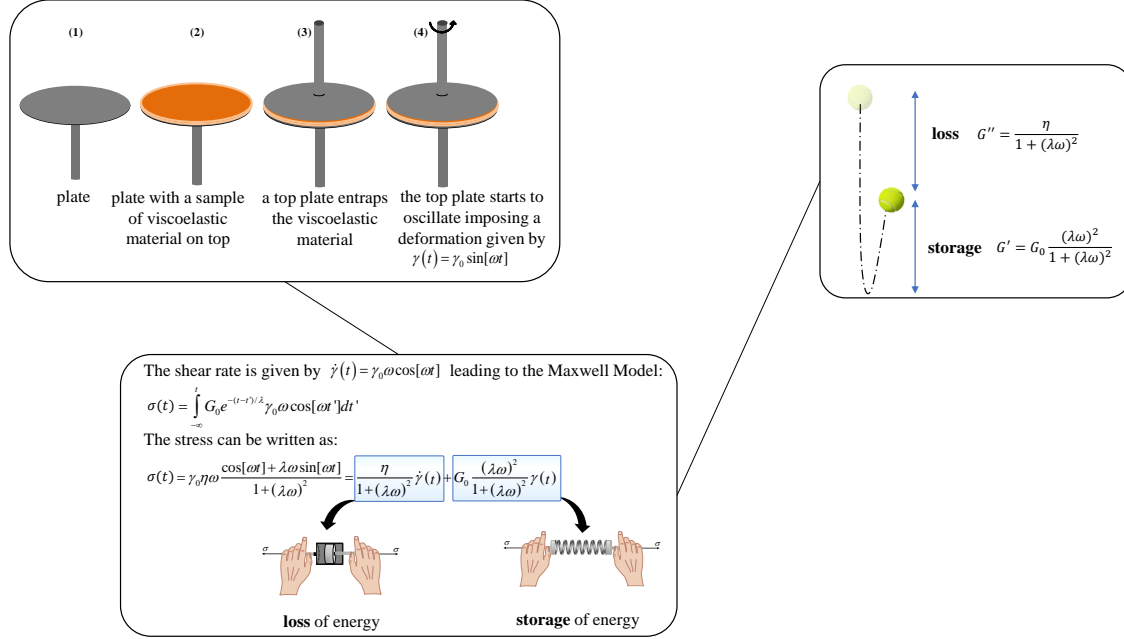 (1)
(2)
(3)
(4)
plate
plate with a sample
of viscoelastic
material on top
a top plate entraps
the viscoelastic
material
the top plate starts to
oscillate imposing a
deformation given by
γ(t) = γ₀ sin[ωt]
The shear rate is given by γ̇(t) = γ₀ω cos[ωt] leading to the Maxwell Model:
σ(t) = ∫_{-∞}^{t} G₀e^{-(t-t')/λ} γ₀ω cos[ωt']dt'
The stress can be written as:
σ(t) = γ₀ηω (cos[ωt] + λω sin[ωt])/(1 + (λω)²) = η/(1 + (λω)²) γ̇(t) + G₀ (λω)²/(1 + (λω)²) γ(t)
σ
σ
σ
σ
loss of energy
storage of energy
loss G'' = η/(1 + (λω)²)
storage G' = G₀ (λω)²/(1 + (λω)²)